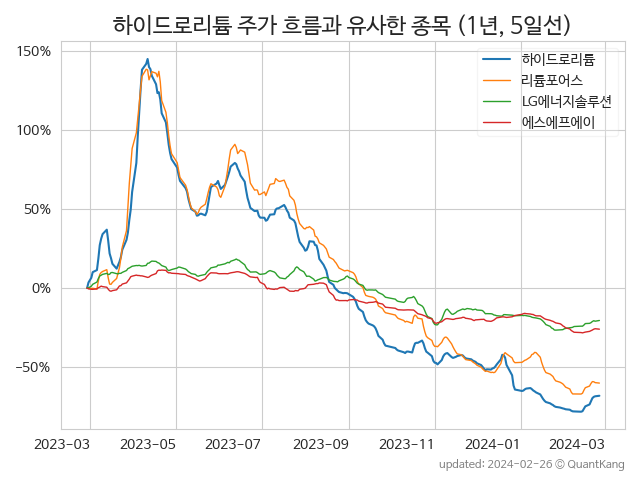 하이드로리튬 주가 흐름과 유사한 종목 (1년, 5일선)
하이드로리튬
리튬포어스
LG에너지솔루션
에스에프에이
150%
100%
50%
0%
−50%
2023-03 2023-05 2023-07 2023-09 2023-11 2024-01 2024-03
updated: 2024-02-26 © QuantKang